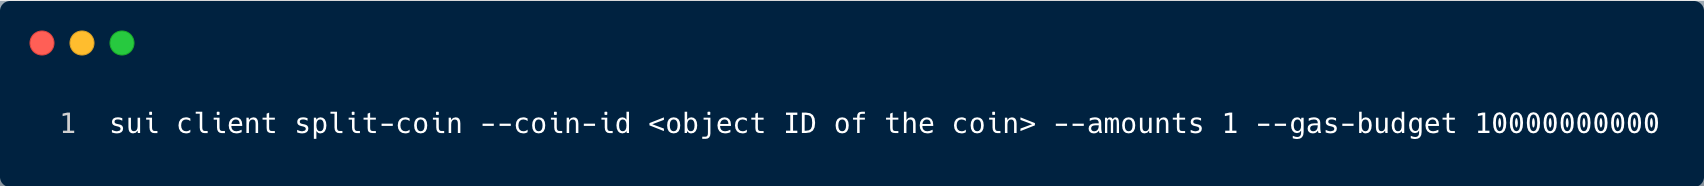 1 sui client split-coin --coin-id <object ID of the coin> --amounts 1 --gas-budget 10000000000